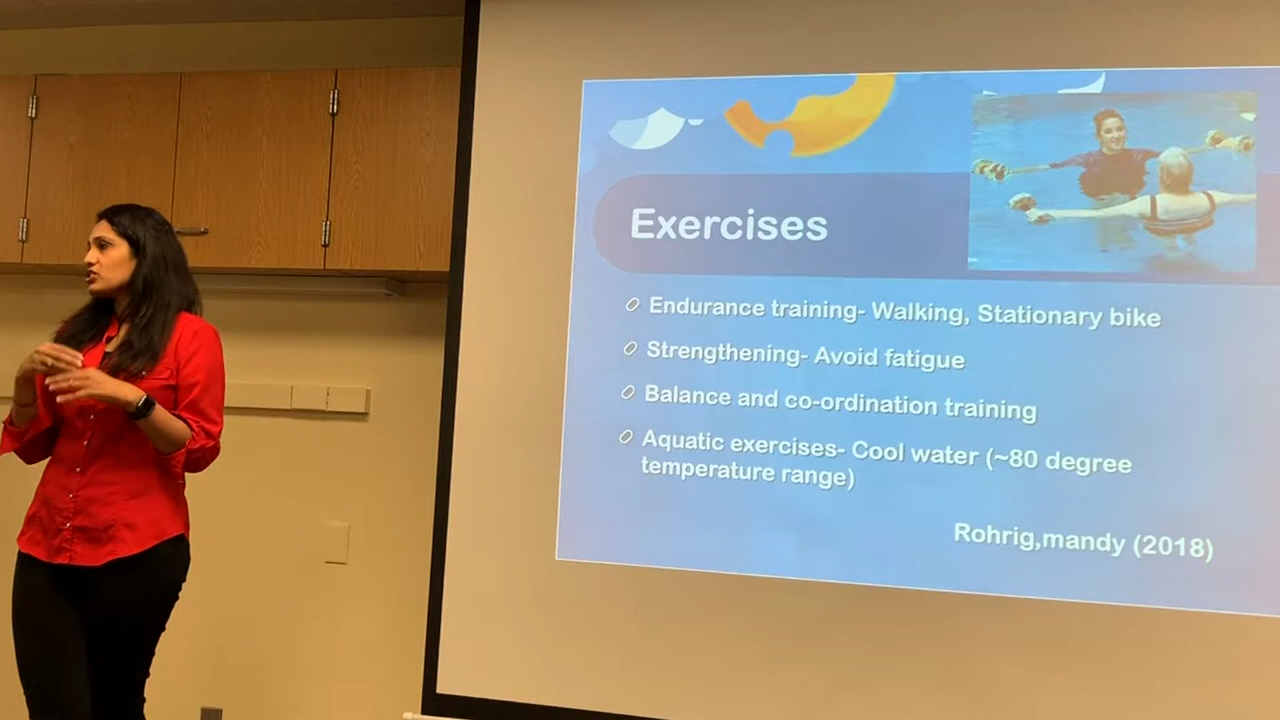 Exercises
Endurance training- Walking, Stationary bike
Strengthening- Avoid fatigue
Balance and co-ordination training
Aquatic exercises- Cool water (~80 degree
temperature range)
Rohrig,mandy (2018)